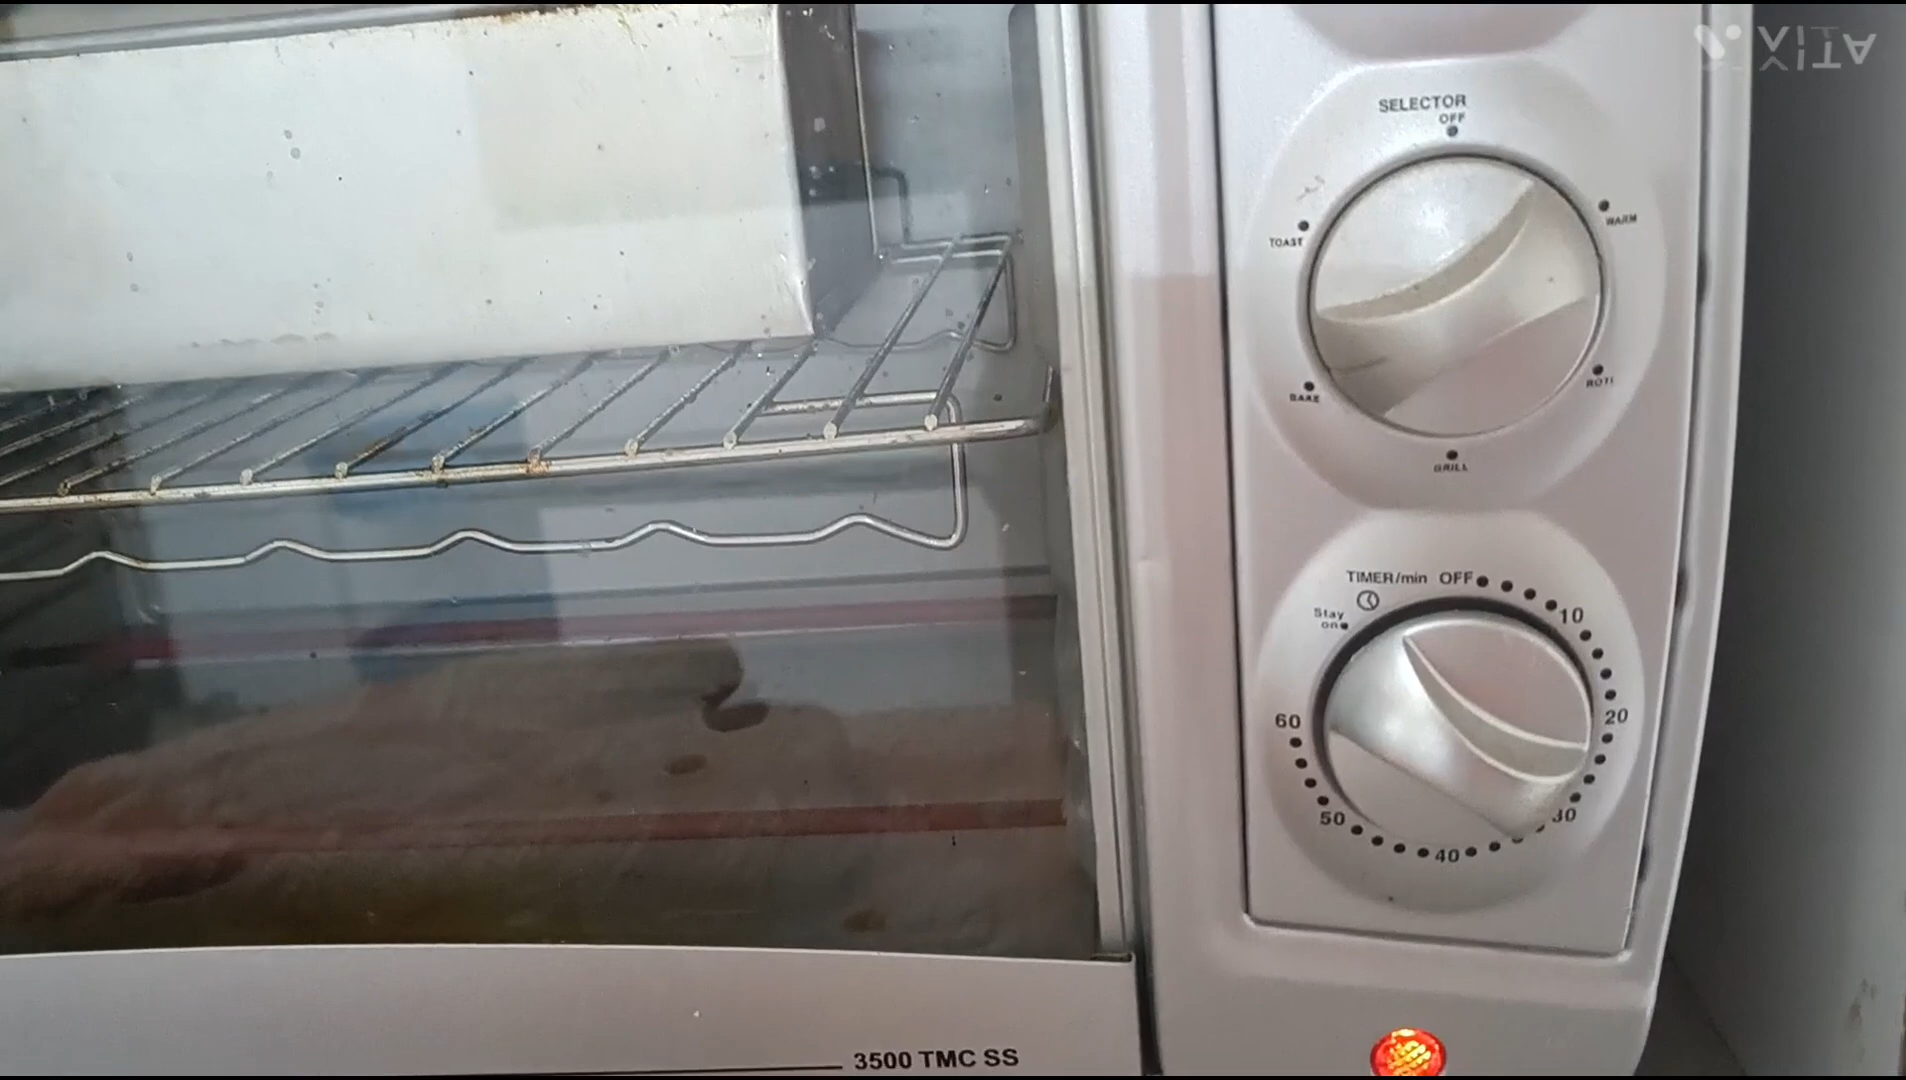 SELECTOR
OFF
TOAST
WARM
BAKE
ROTI
GRILL
TIMER/min OFF
Stay
on
10
60
20
50
30
40
3500 TMC SS